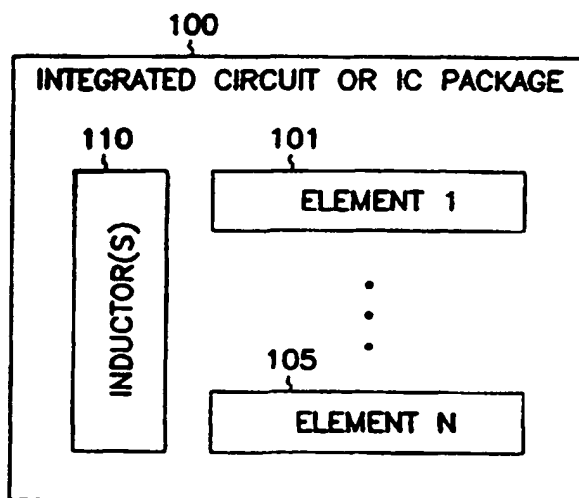 100
INTEGRATED CIRCUIT OR IC PACKAGE
110
INDUCTOR(S)
101
ELEMENT 1
105
ELEMENT N